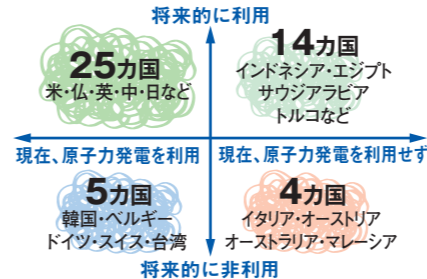 将来的に利用
25カ国
米・仏・英・中・日など
14カ国
インドネシア・エジプト
サウジアラビア
トルコなど
現在、原子力発電を利用
現在、原子力発電を利用せず
5カ国
韓国・ベルギー
ドイツ・スイス・台湾
4カ国
イタリア・オーストリア
オーストラリア・マレーシア
将来的に非利用